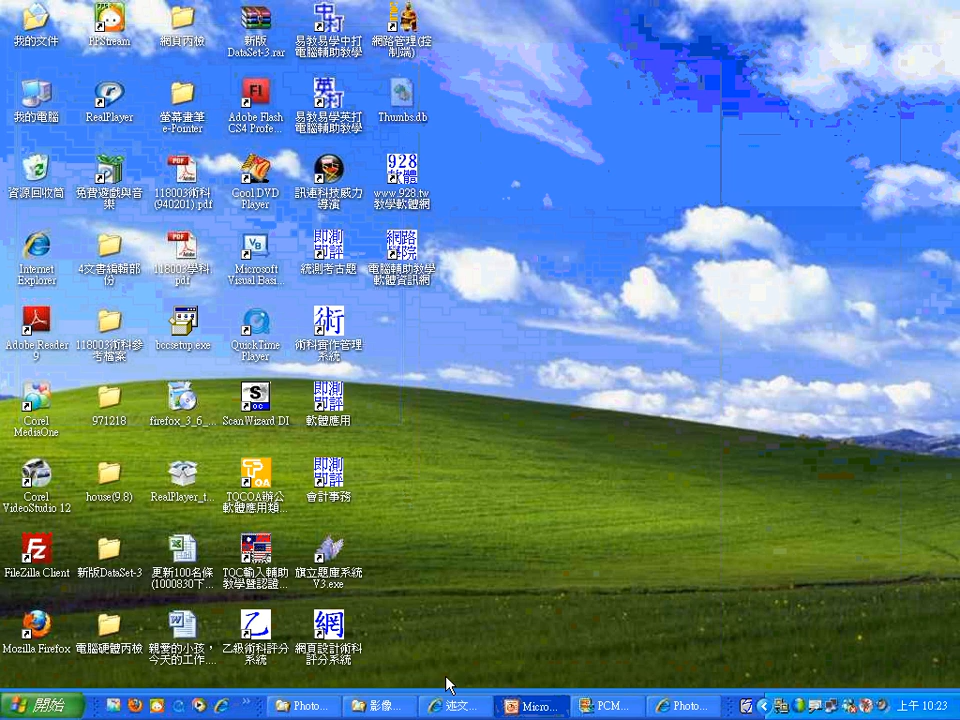 我的文件
PPStream
網頁丙檢
新版
DataSet-3.rar
易教易學中打
電腦輔助教學
網路管理(控
制端)
我的電腦
RealPlayer
螢幕畫筆
e-Pointer
Adobe Flash
CS4 Profe...
易教易學英打
電腦輔助教學
Thumbs.db
資源回收筒
免費遊戲與音
樂
118003術科
(940201).pdf
Cool DVD
Player
訊連科技威力
導演
www.928.tw
教學軟體網
Internet
Explorer
4文書編輯部
份
118003學科.
pdf
Microsoft
Visual Basi...
統測考古題
電腦輔助教學
軟體資訊網
Adobe Reader
9
118003術科參
考檔案
bccsetup.exe
QuickTime
Player
術科實作管理
系統
Corel
MediaOne
971218
firefox_3_6_...
ScanWizard DI
軟體應用
Corel
VideoStudio 12
house(9.8)
RealPlayer_t...
TQCOA辦公
軟體應用類...
會計事務
FileZilla Client
新版DataSet-3
更新100名條
(1000830下...
TQC輸入輔助
教學暨認證...
旗立題庫系統
V3.exe
Mozilla Firefox
電腦硬體丙檢
親愛的小孩，
今天的工作....
乙級術科評分
系統
網頁設計術科
評分系統
開始
Photo...
影像...
述文...
Micro...
PCM...
Photo...
上午 10:23